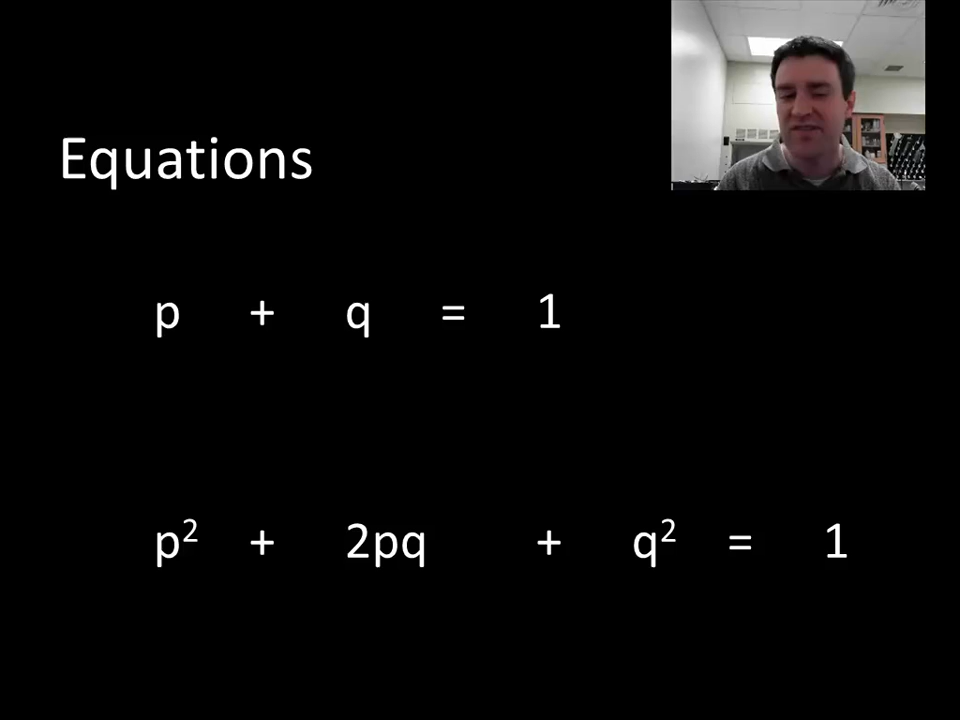 Equations
p + q = 1
p² + 2pq + q² = 1